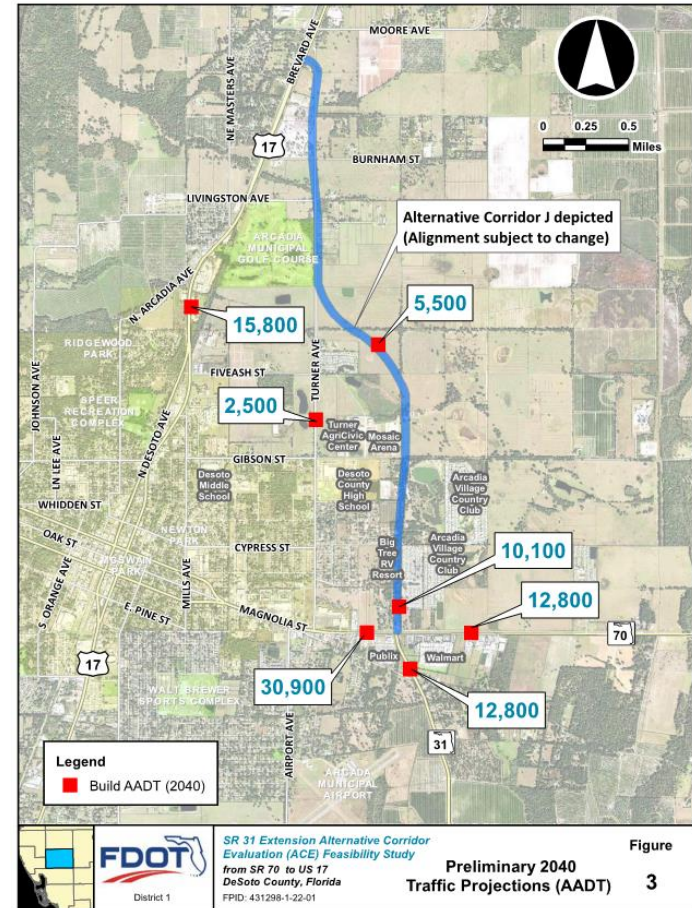 MOORE AVE
BREVARD AVE
NE MASTERS AVE
17
0 0.25 0.5
Miles
BURNHAM ST
LIVINGSTON AVE
Alternative Corridor J depicted
(Alignment subject to change)
ARCADIA
MUNICIPAL
GOLF COURSE
N. ARCADIA AVE
15,800
5,500
RIDGEWOOD
PARK
JOHNSON AVE
FIVEASH ST
TURNER AVE
2,500
SPEER
RECREATION
COMPLEX
LN LEE AVE
N DESOTO AVE
Turner
AgriCivic
Center
Mosaic
Arena
GIBSON ST
Desoto
Middle
School
Desoto
County
High
School
Arcadia
Village
Country
Club
WHIDDEN ST
OAK ST
NEWTON
PARK
MCSWAIN
PARK
CYPRESS ST
Big
Tree
RV
Resort
Arcadia
Village
Country
Club
S. ORANGE AVE
MILLS AVE
E. PINE ST
MAGNOLIA ST
10,100
12,800
70
17
30,900
Publix
Walmart
WALT BREWER
SPORTS COMPLEX
12,800
31
AIRPORT AVE
ARCADA
MUNICIPAL
AIRPORT
Legend
Build AADT (2040)
FDOT
District 1
SR 31 Extension Alternative Corridor
Evaluation (ACE) Feasibility Study
from SR 70 to US 17
DeSoto County, Florida
FPID: 431298-1-22-01
Preliminary 2040
Traffic Projections (AADT)
Figure
3